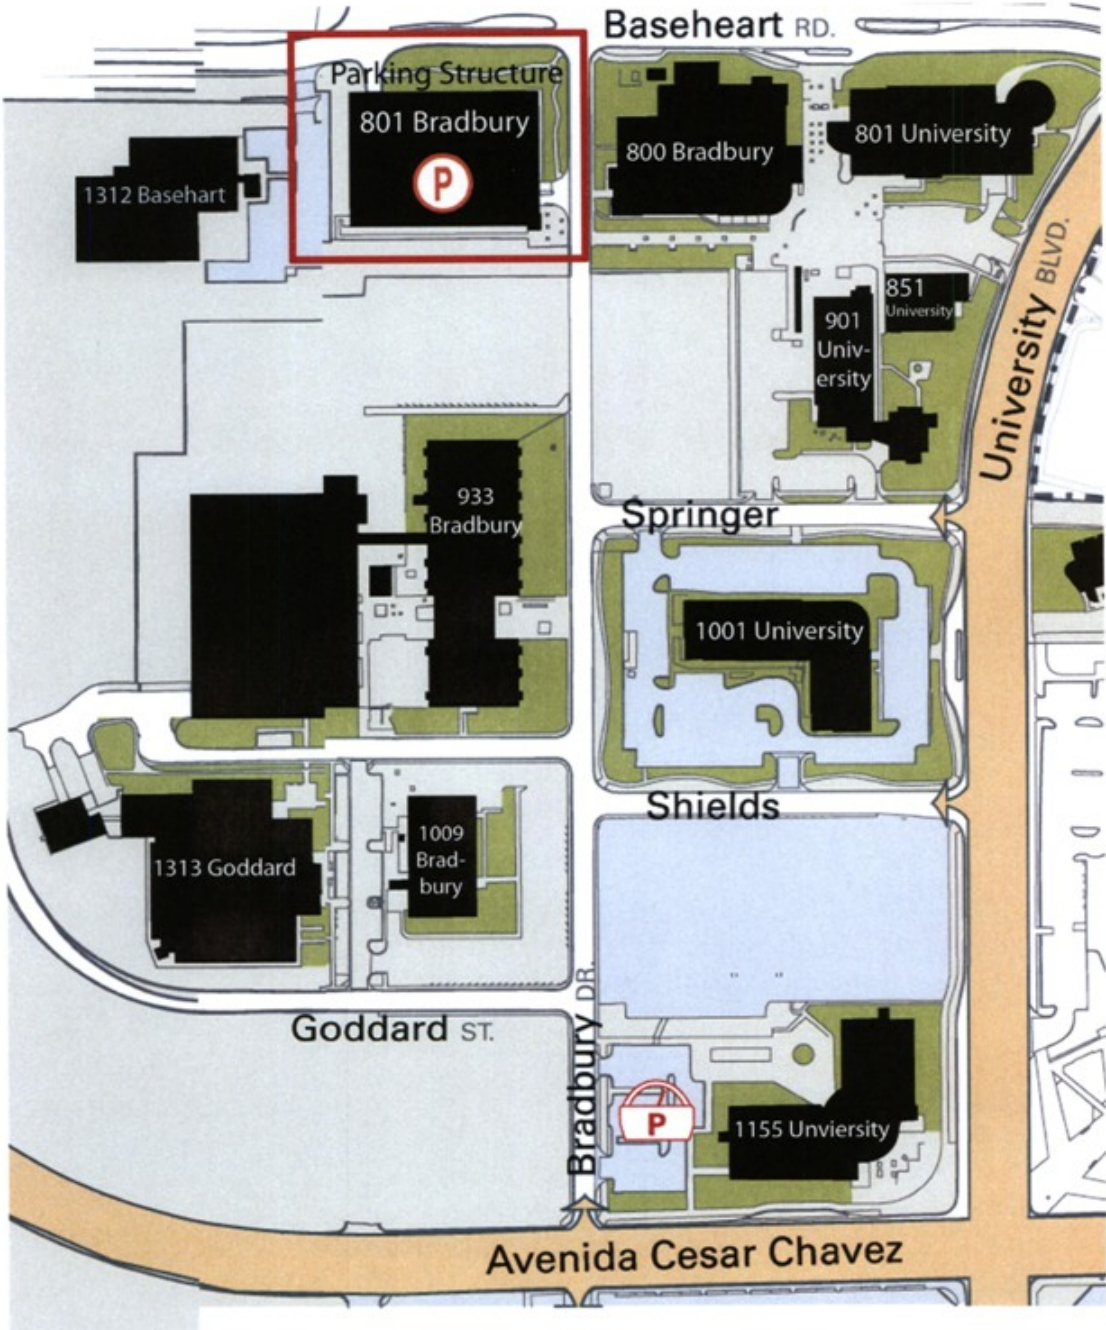 Baseheart RD.
Parking Structure
801 Bradbury
P
800 Bradbury
801 University
1312 Basehart
851
University
901
Univ-
ersity
University BLVD.
933
Bradbury
Springer
1001 University
Shields
1313 Goddard
1009
Brad-
bury
Goddard ST.
Bradbury DR.
P
1155 Unviersity
Avenida Cesar Chavez